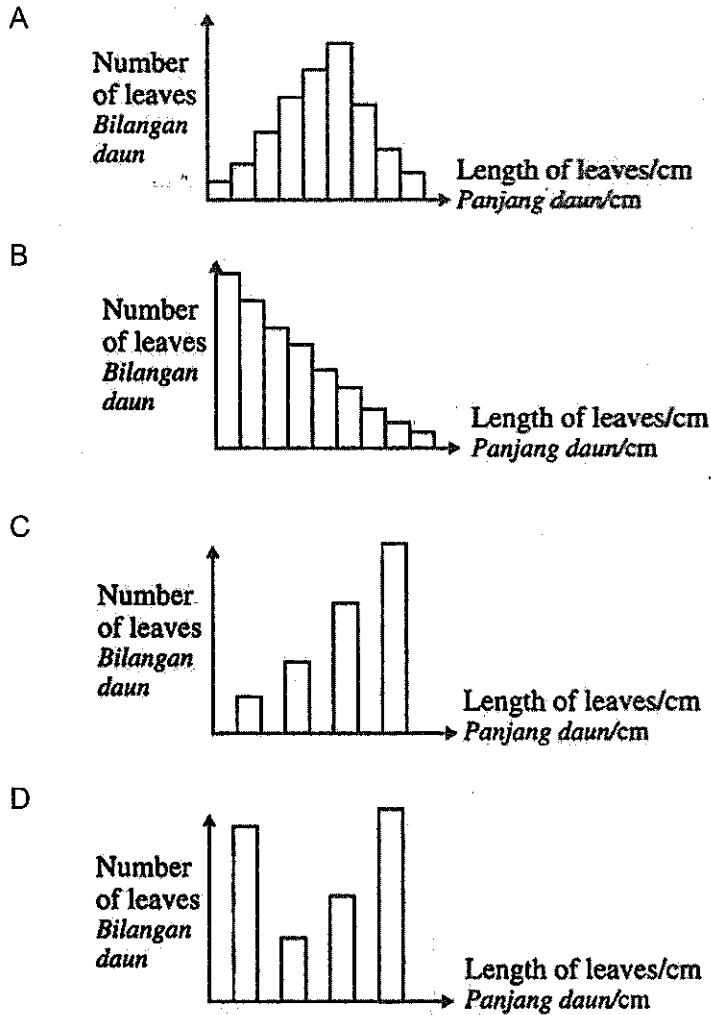 A
Number
of leaves
Bilangan
daun
Length of leaves/cm
Panjang daun/cm
B
Number
of leaves
Bilangan
daun
Length of leaves/cm
Panjang daun/cm
C
Number
of leaves
Bilangan
daun
Length of leaves/cm
Panjang daun/cm
D
Number
of leaves
Bilangan
daun
Length of leaves/cm
Panjang daun/cm